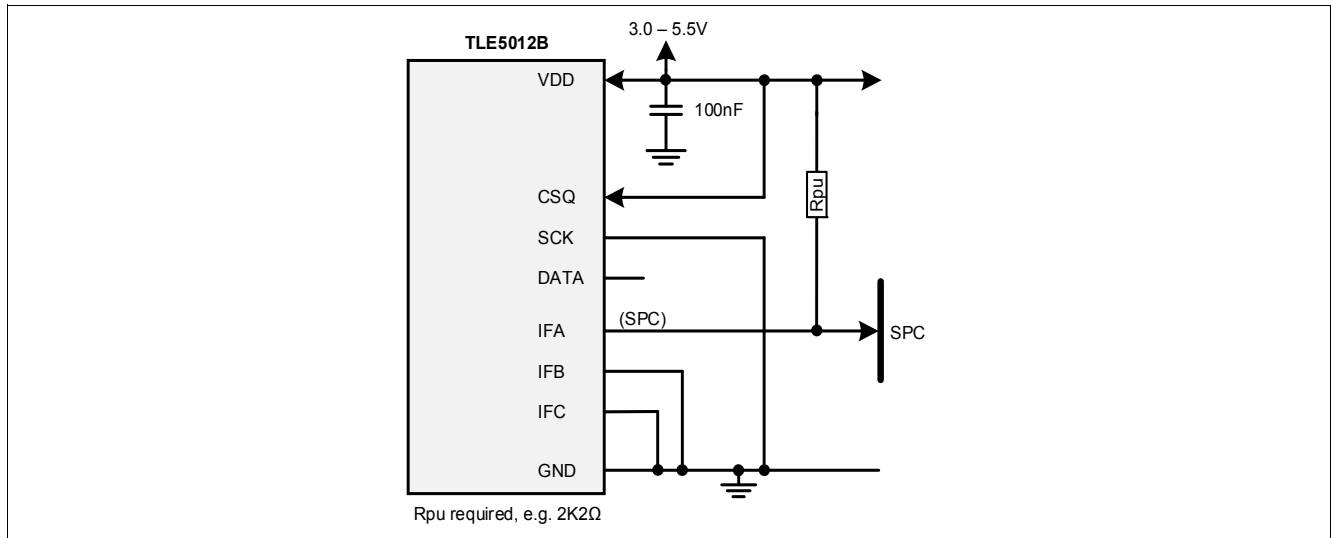 3.0 – 5.5V
TLE5012B
VDD
100nF
CSQ
Rpu
SCK
DATA
IFA
(SPC)
SPC
IFB
IFC
GND
Rpu required, e.g. 2K2Ω